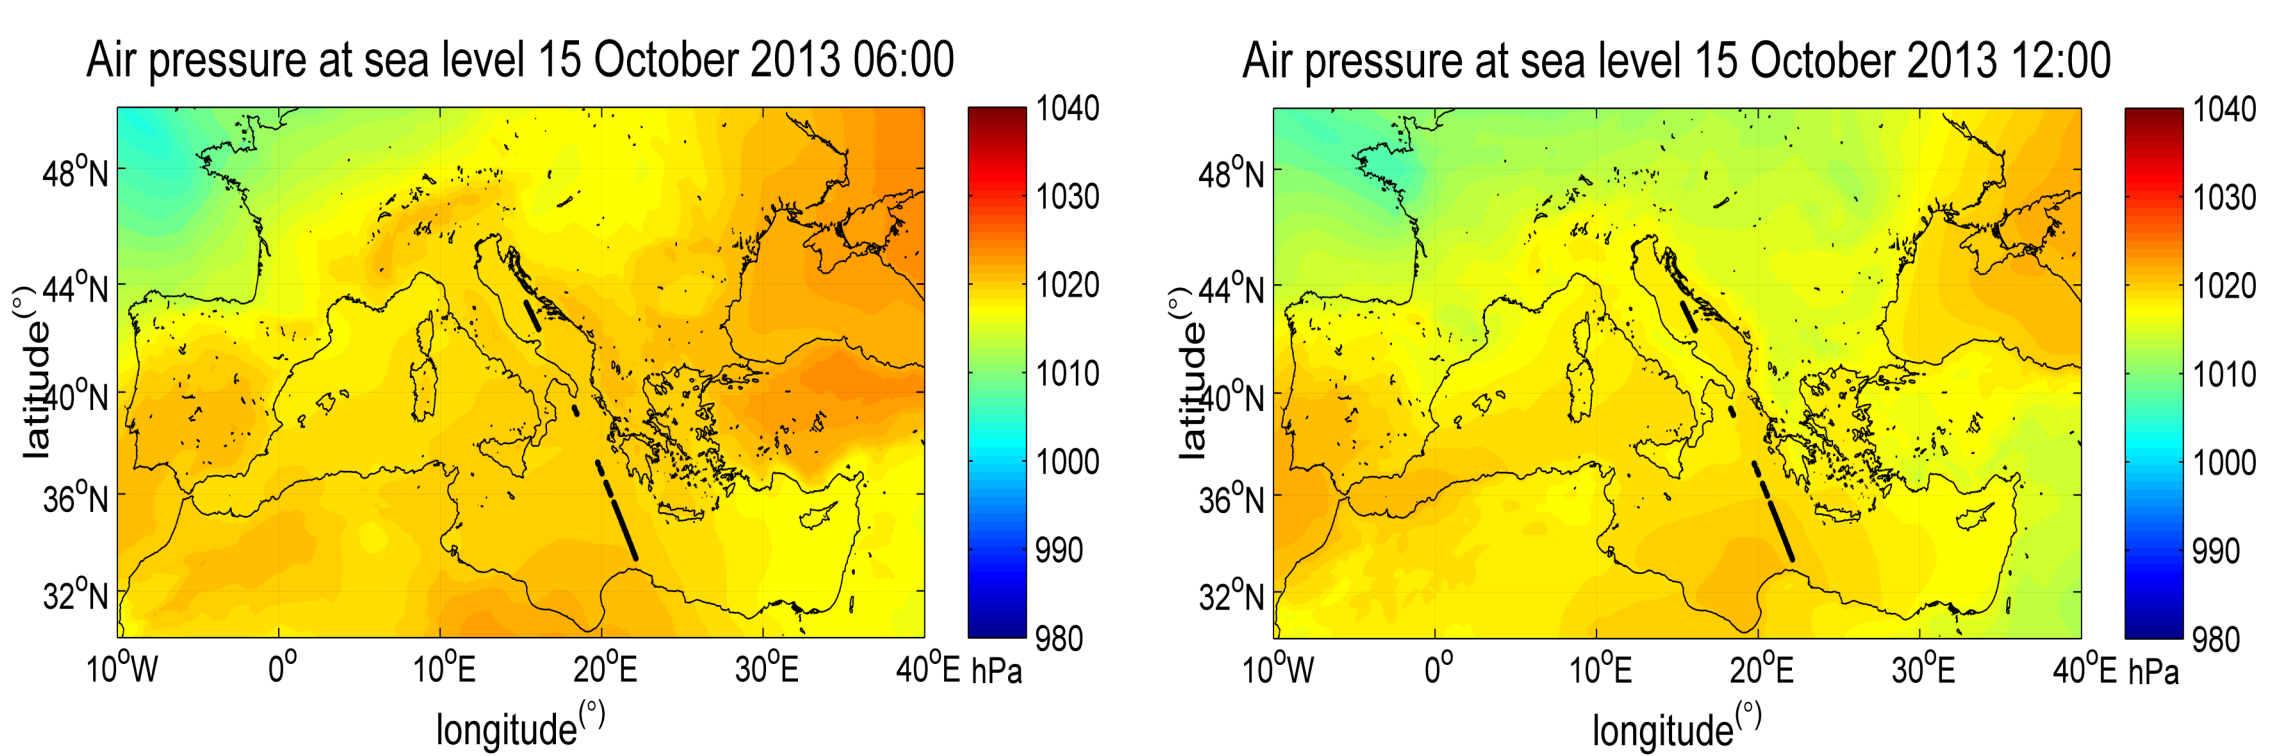 Air pressure at sea level 15 October 2013 06:00
1040
1030
1020
1010
1000
990
980
hPa
48°N
44°N
40°N
36°N
32°N
latitude(°)
10°W 0° 10°E 20°E 30°E 40°E
longitude(°)
Air pressure at sea level 15 October 2013 12:00
1040
1030
1020
1010
1000
990
980
hPa
48°N
44°N
40°N
36°N
32°N
latitude(°)
10°W 0° 10°E 20°E 30°E 40°E
longitude(°)